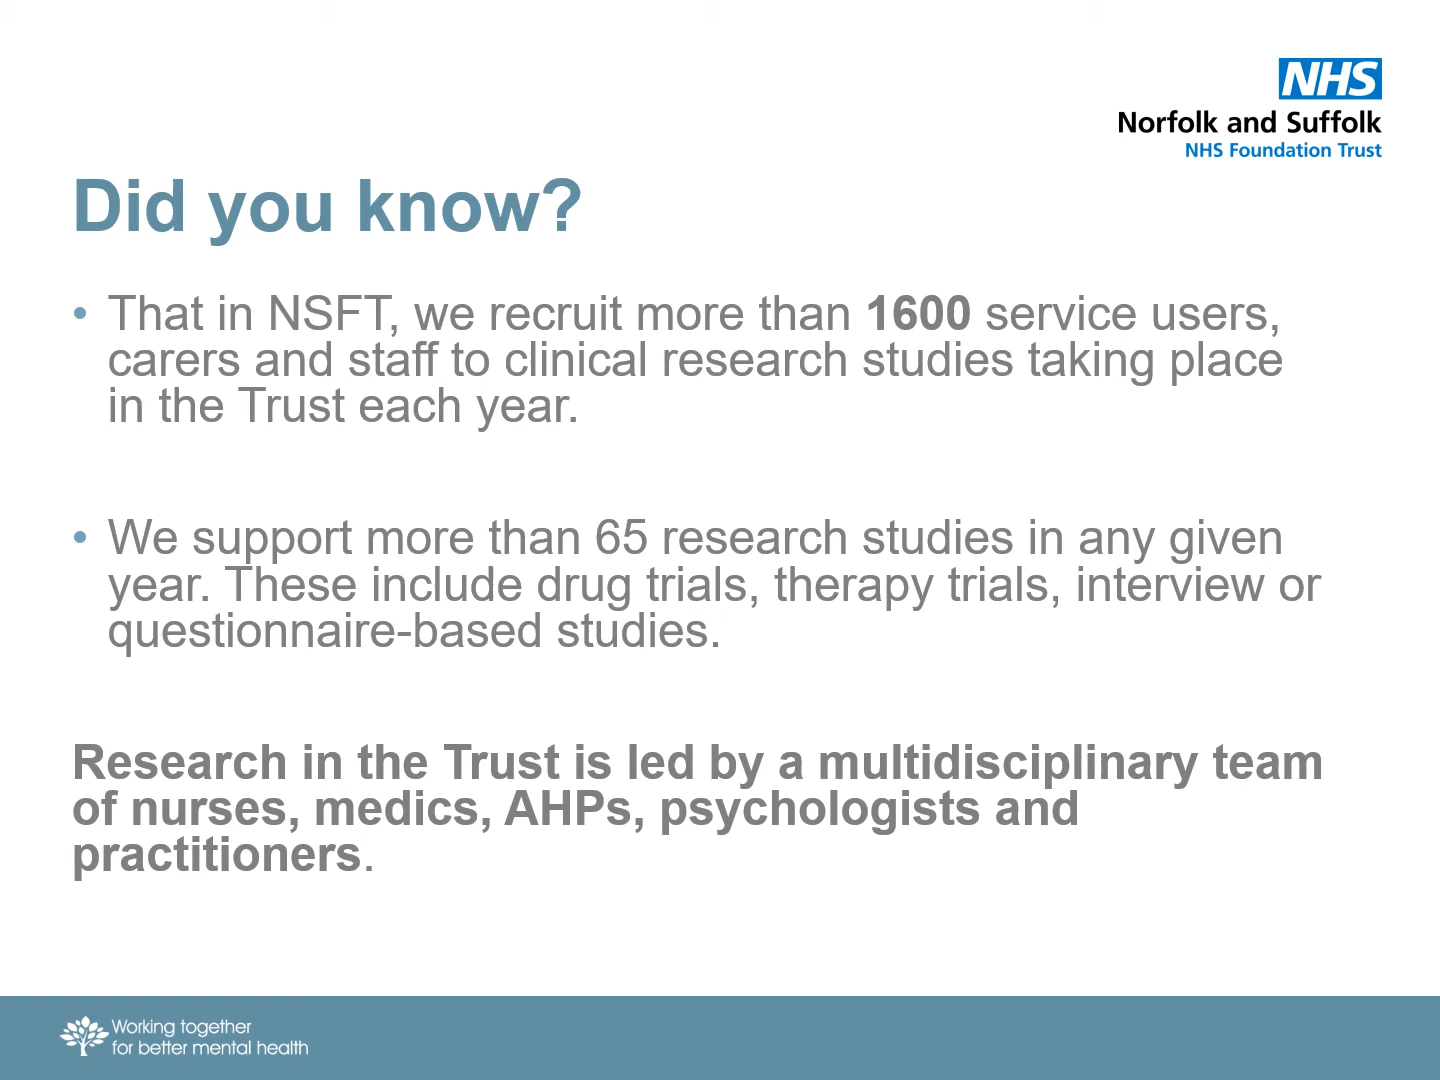 NHS
Norfolk and Suffolk
NHS Foundation Trust
Did you know?
• That in NSFT, we recruit more than 1600 service users,
carers and staff to clinical research studies taking place
in the Trust each year.
• We support more than 65 research studies in any given
year. These include drug trials, therapy trials, interview or
questionnaire-based studies.
Research in the Trust is led by a multidisciplinary team
of nurses, medics, AHPs, psychologists and
practitioners.
Working together
for better mental health